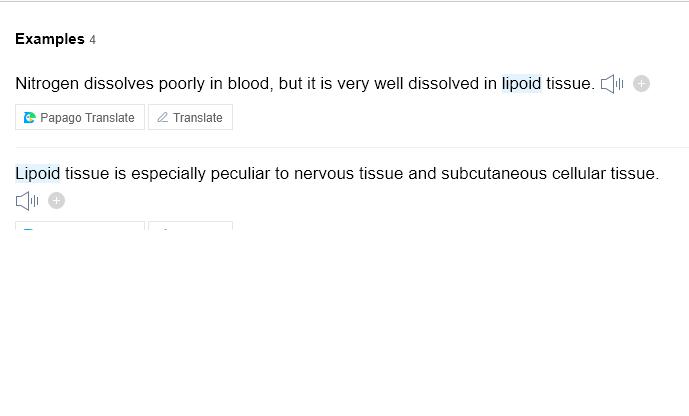 Examples 4
Nitrogen dissolves poorly in blood, but it is very well dissolved in lipoid tissue.
Papago Translate Translate
Lipoid tissue is especially peculiar to nervous tissue and subcutaneous cellular tissue.